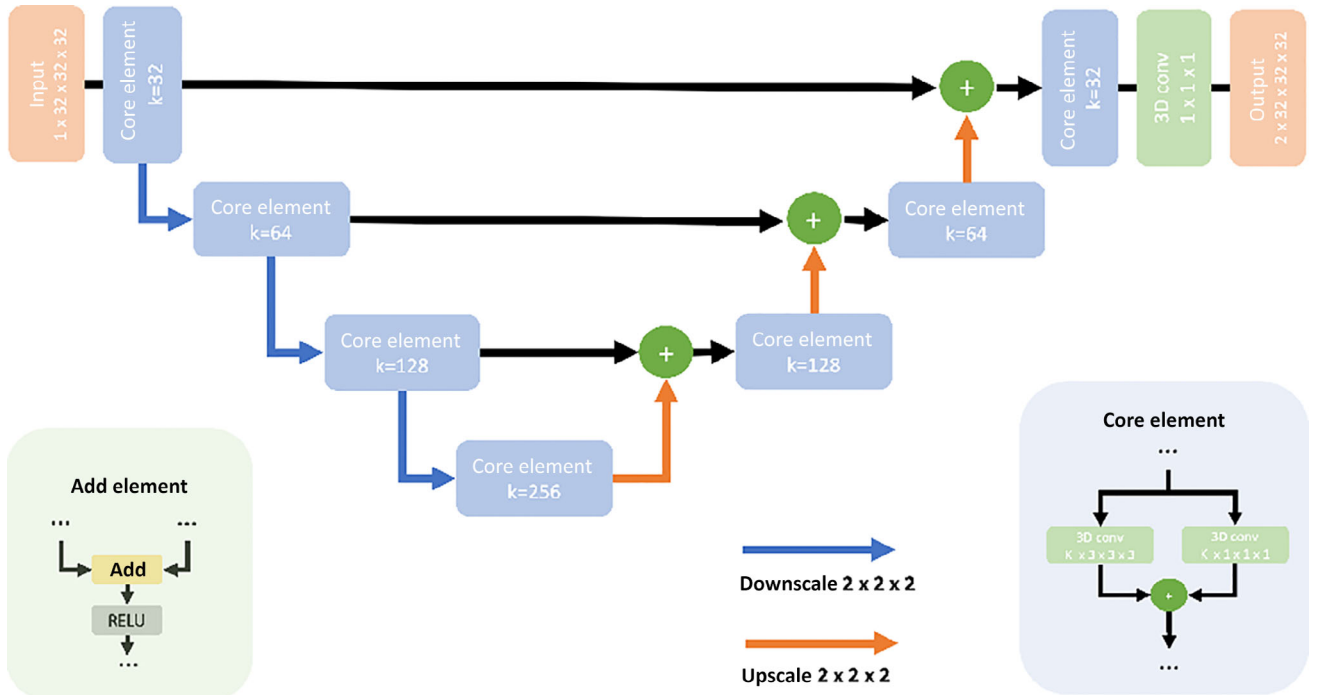 Input
1 x 32 x 32 x 32
Core element
k=32
+
Core element
k=32
3D conv
1 x 1 x 1
Output
2 x 32 x 32 x 32
Core element
k=64
+
Core element
k=64
Core element
k=128
+
Core element
k=128
Core element
k=256
Add element
...
...
Add
RELU
...
Downscale 2 x 2 x 2
Upscale 2 x 2 x 2
Core element
...
3D conv
K x 3 x 3 x 3
3D conv
K x 1 x 1 x 1
+
...